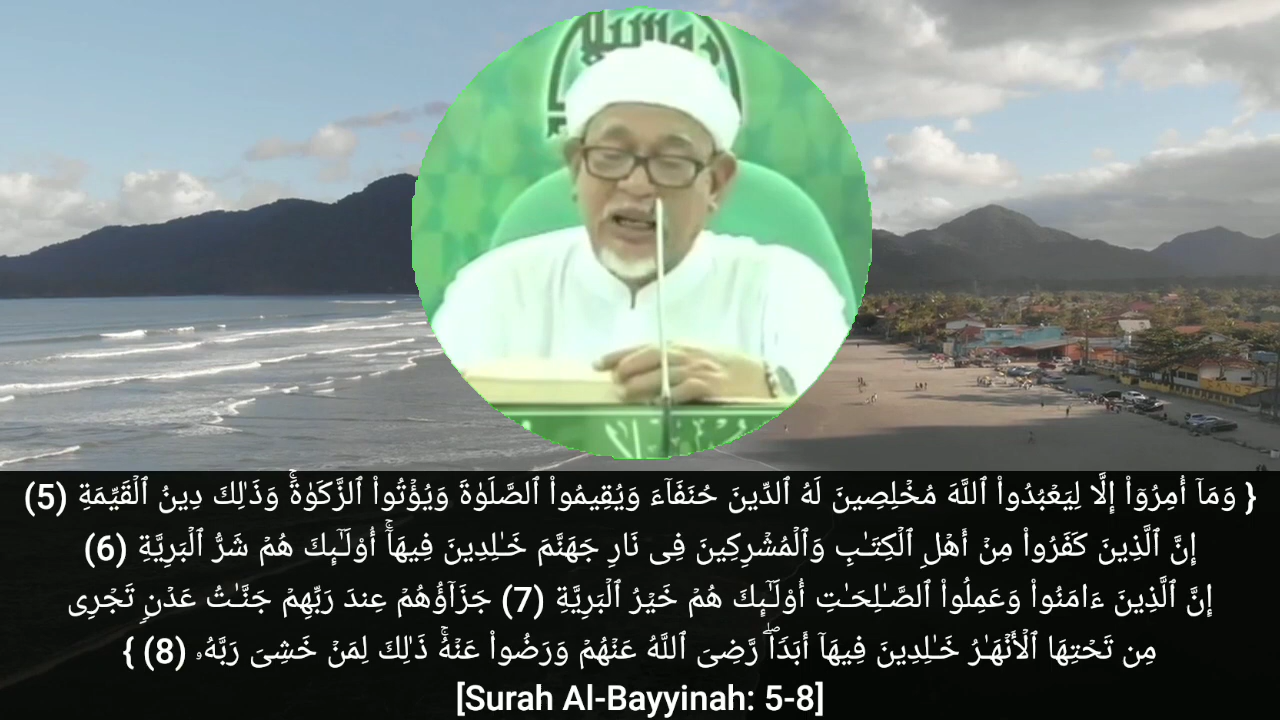 { وَمَآ أُمِرُوٓا۟ إِلَّا لِيَعْبُدُوا۟ ٱللَّهَ مُخْلِصِينَ لَهُ ٱلدِّينَ حُنَفَآءَ وَيُقِيمُوا۟ ٱلصَّلَوٰةَ وَيُؤْتُوا۟ ٱلزَّكَوٰةَۚ وَذَٰلِكَ دِينُ ٱلْقَيِّمَةِ (5)
إِنَّ ٱلَّذِينَ كَفَرُوا۟ مِنْ أَهْلِ ٱلْكِتَـٰبِ وَٱلْمُشْرِكِينَ فِى نَارِ جَهَنَّمَ خَـٰلِدِينَ فِيهَآۚ أُو۟لَـٰٓئِكَ هُمْ شَرُّ ٱلْبَرِيَّةِ (6)
إِنَّ ٱلَّذِينَ ءَامَنُوا۟ وَعَمِلُوا۟ ٱلصَّـٰلِحَـٰتِ أُو۟لَـٰٓئِكَ هُمْ خَيْرُ ٱلْبَرِيَّةِ (7) جَزَآؤُهُمْ عِندَ رَبِّهِمْ جَنَّـٰتُ عَدْنٍ تَجْرِى
مِن تَحْتِهَا ٱلْأَنْهَـٰرُ خَـٰلِدِينَ فِيهَآ أَبَدًاۖ رَّضِىَ ٱللَّهُ عَنْهُمْ وَرَضُوا۟ عَنْهُۚ ذَٰلِكَ لِمَنْ خَشِىَ رَبَّهُۥ (8) }
[Surah Al-Bayyinah: 5-8]